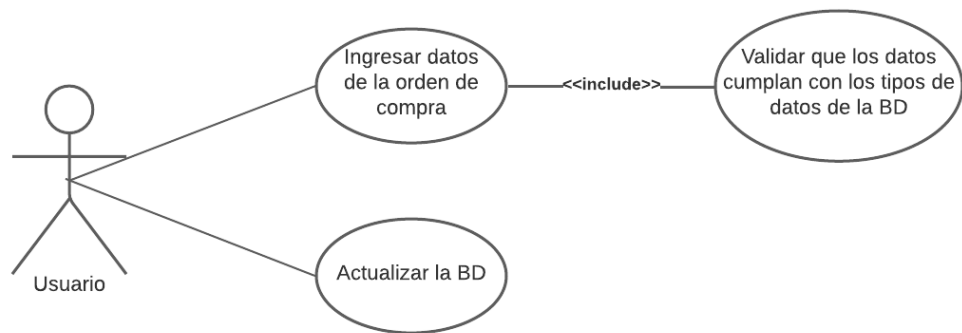 Ingresar datos
de la orden de
compra
<<include>>
Validar que los datos
cumplan con los tipos de
datos de la BD
Actualizar la BD
Usuario